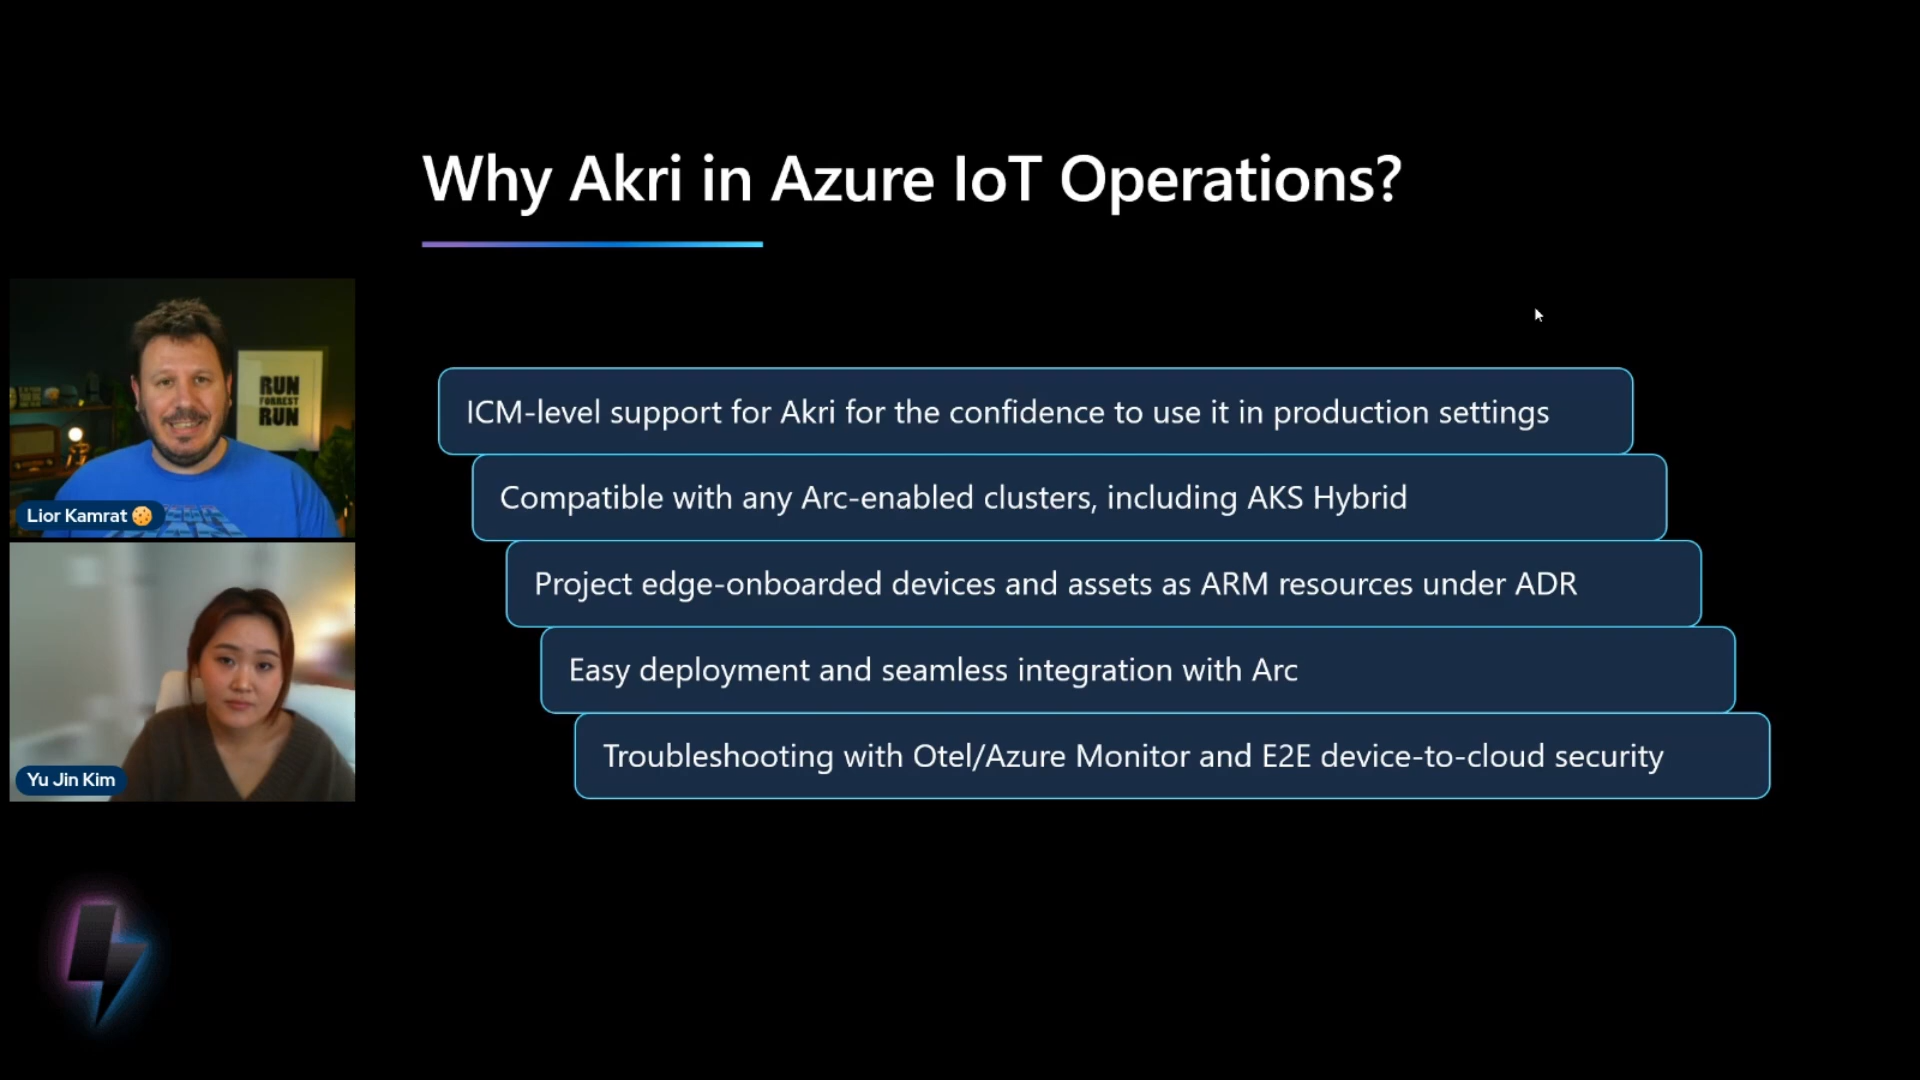 Why Akri in Azure IoT Operations?
RUN
FORREST
RUN
Lior Kamrat
Yu Jin Kim
ICM-level support for Akri for the confidence to use it in production settings
Compatible with any Arc-enabled clusters, including AKS Hybrid
Project edge-onboarded devices and assets as ARM resources under ADR
Easy deployment and seamless integration with Arc
Troubleshooting with Otel/Azure Monitor and E2E device-to-cloud security